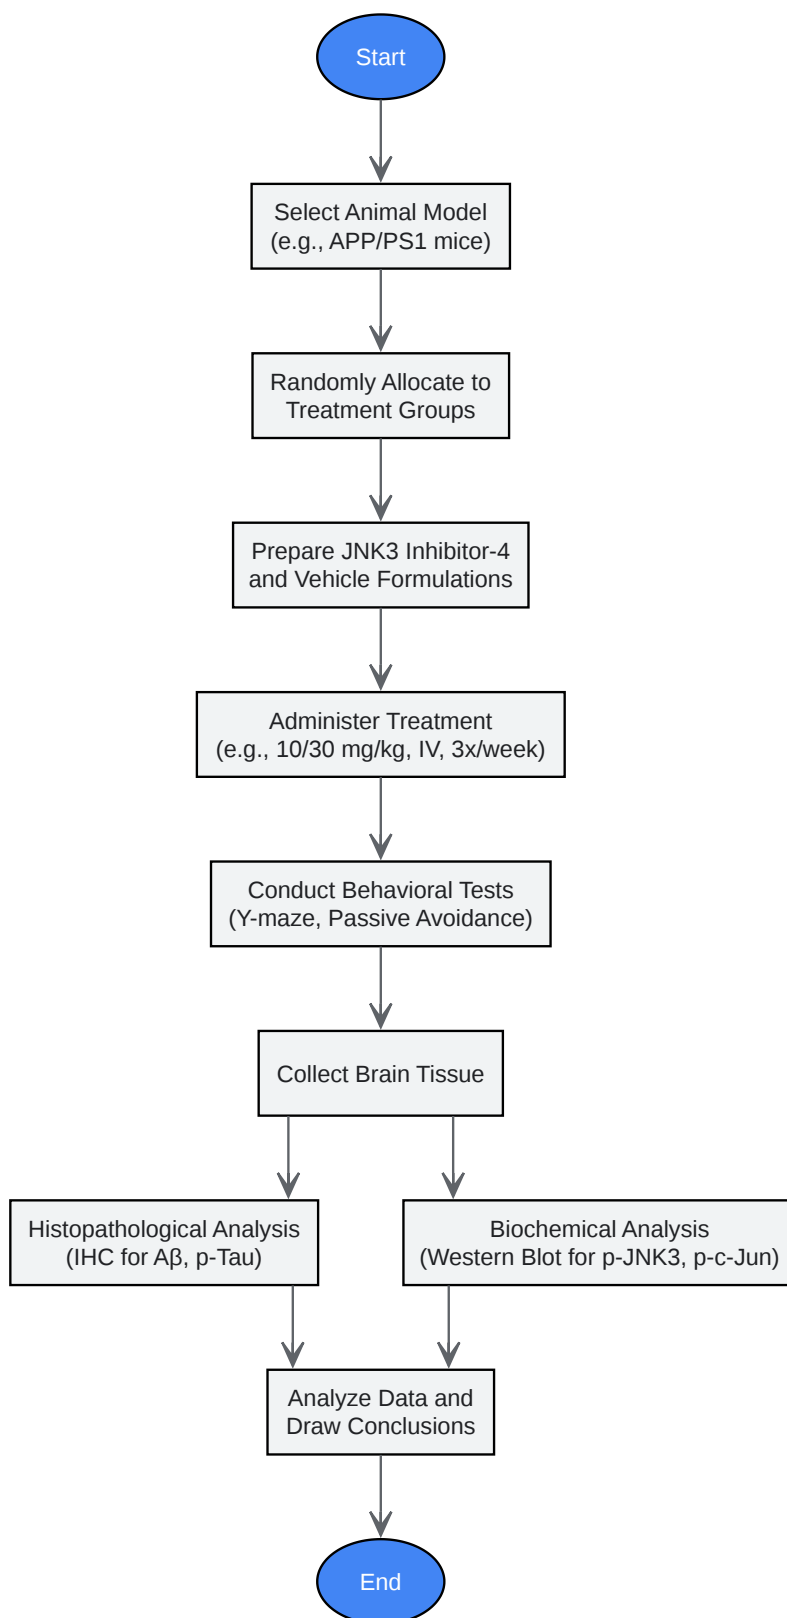 Start
Select Animal Model
(e.g., APP/PS1 mice)
Randomly Allocate to
Treatment Groups
Prepare JNK3 Inhibitor-4
and Vehicle Formulations
Administer Treatment
(e.g., 10/30 mg/kg, IV, 3x/week)
Conduct Behavioral Tests
(Y-maze, Passive Avoidance)
Collect Brain Tissue
Histopathological Analysis
(IHC for Aβ, p-Tau)
Biochemical Analysis
(Western Blot for p-JNK3, p-c-Jun)
Analyze Data and
Draw Conclusions
End